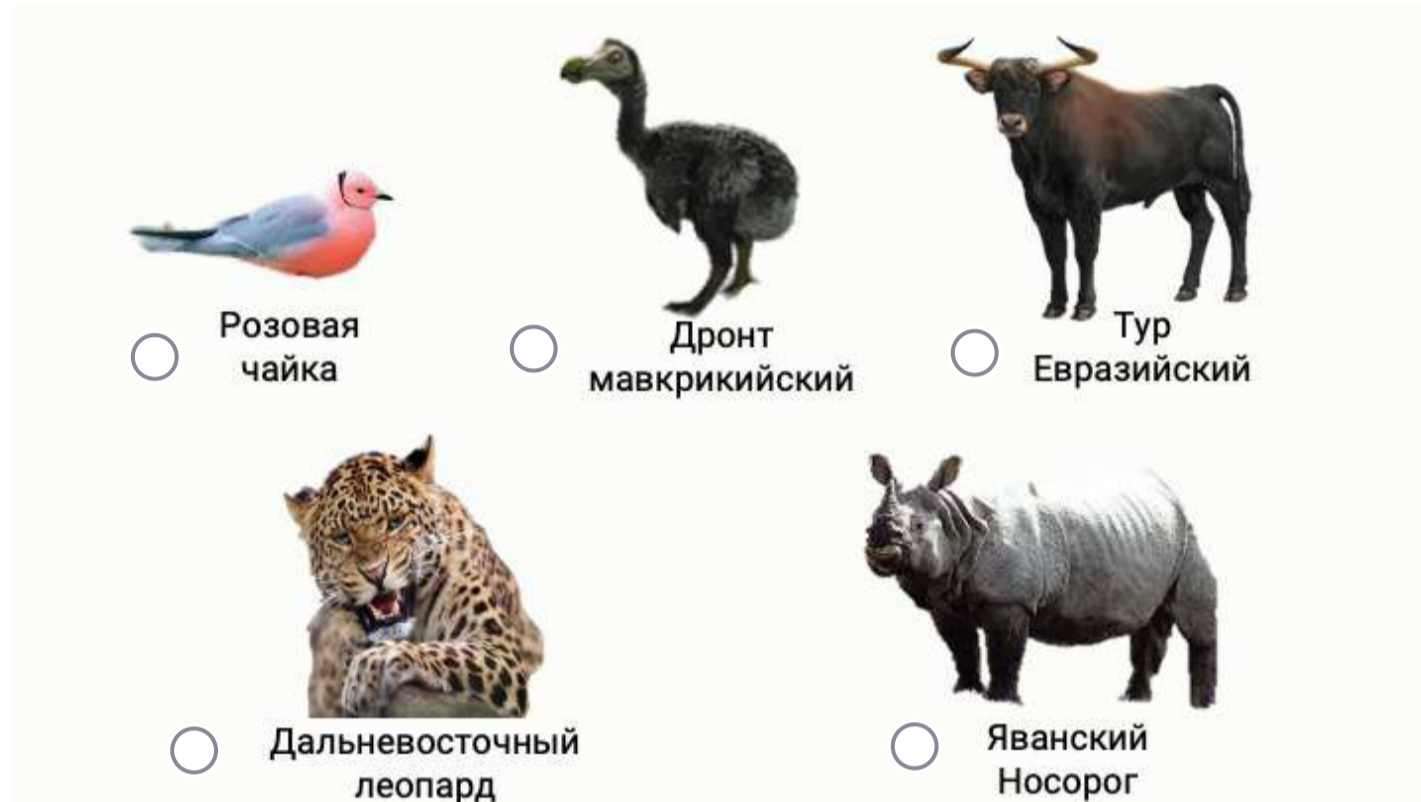 Розовая
чайка
Дронт
мавкрикийский
Тур
Евразийский
Дальневосточный
леопард
Яванский
Носорог